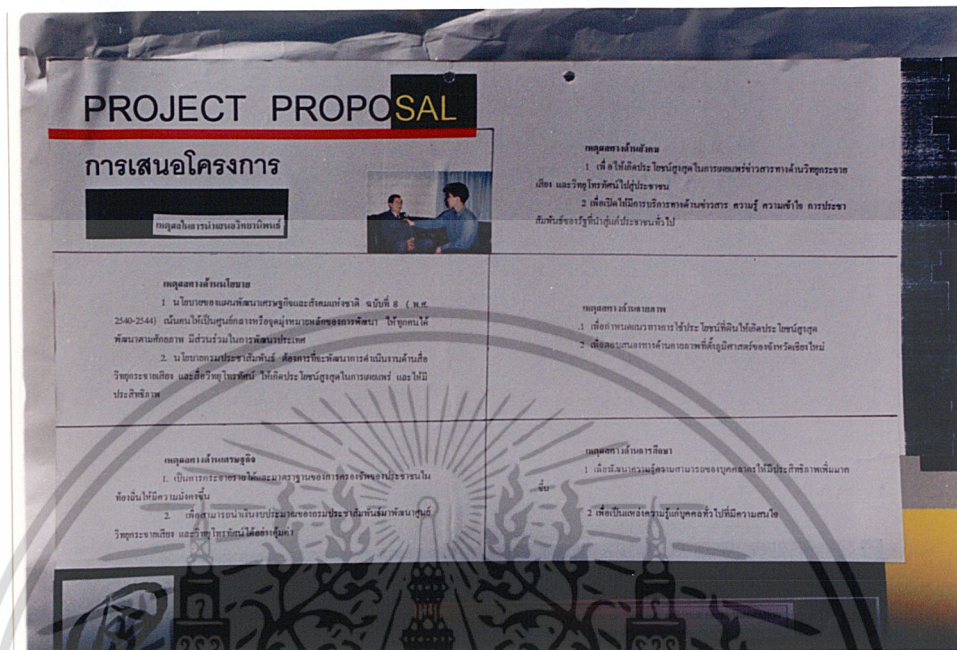 PROJECT PROPOSAL
การเสนอโครงการ
เหตุผลในการนำเสนอวิทยานิพนธ์
เหตุผลทางด้านนโยบาย
1 นโยบายของแผนพัฒนาเศรษฐกิจและสังคมแห่งชาติ ฉบับที่ 8 ( พ.ศ.
2540-2544) เน้นคนให้เป็นศูนย์กลางหรือจุดมุ่งหมายหลักของการพัฒนา ให้ทุกคนได้
พัฒนาตามศักยภาพ มีส่วนร่วมในการพัฒนาประเทศ
2. นโยบายกรมประชาสัมพันธ์ ต้องการที่จะพัฒนาการดำเนินงานด้านสื่อ
วิทยุกระจายเสียง และสื่อวิทยุโทรทัศน์ ให้เกิดประโยชน์สูงสุดในการเผยแพร่ และให้มี
ประสิทธิภาพ
เหตุผลทางด้านเศรษฐกิจ
1. เป็นการกระจายรายได้และมาตราฐานของการครองชีพของประชาชนใน
ท้องถิ่นให้มีความมั่งคงขึ้น
2. เพื่อสามารถนำเงินงบประมาณของกรมประชาสัมพันธ์มาพัฒนาศูนย์
วิทยุกระจายเสียง และวิทยุโทรทัศน์ได้อย่างคุ้มค่า
เหตุผลทางด้านสังคม
1 เพื่อให้เกิดประโยชน์สูงสุดในการเผยแพร่ข่าวสารทางด้านวิทยุกระจาย
เสียง และวิทยุโทรทัศน์ไปสู่ประชาชน
2 เพื่อเปิดให้มีการบริการทางด้านข่าวสาร ความรู้ ความเข้าใจ การประชา
สัมพันธ์ของรัฐที่นำสู่แก่ประชาชนทั่วไป
เหตุผลทางด้านกายภาพ
.1 เพื่อกำหนดแนวทางการใช้ประโยชน์ที่ดินให้เกิดประโยชน์สูงสุด
2 เพื่อตอบสนองทางด้านกายภาพที่ตั้งภูมิศาสตร์ของจังหวัดเชียงใหม่
เหตุผลทางด้านการศึกษา
1 เพื่อพัฒนาความรู้ความสามารถของบุคคลากรให้มีประสิทธิภาพเพิ่มมาก
ขึ้น
2 เพื่อเป็นแหล่งความรู้แก่บุคคลทั่วไปที่มีความสนใจ